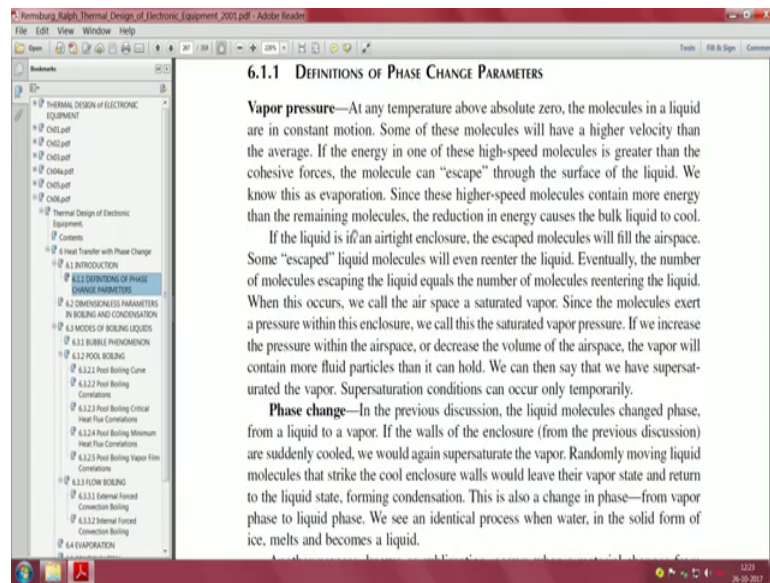 Remsburg_Ralph_Thermal_Design_of_Electronic_Equipment_2001.pdf - Adobe Reader
File Edit View Window Help
Open
267 / 359
Tools Fill & Sign Comment
Bookmarks
THERMAL DESIGN of ELECTRONIC
EQUIPMENT
Ch01.pdf
Ch02.pdf
Ch03.pdf
Ch04a.pdf
Ch05.pdf
Ch06.pdf
Thermal Design of Electronic
Equipment
Contents
6 Heat Transfer with Phase Change
6.1 INTRODUCTION
6.1.1 DEFINITIONS OF PHASE
CHANGE PARAMETERS
6.2 DIMENSIONLESS PARAMETERS
IN BOILING AND CONDENSATION
6.3 MODES OF BOILING LIQUIDS
6.3.1 BUBBLE PHENOMENON
6.3.2 POOL BOILING
6.3.2.1 Pool Boiling Curve
6.3.2.2 Pool Boiling
Correlations
6.3.2.3 Pool Boiling Critical
Heat Flux Correlations
6.3.2.4 Pool Boiling Minimum
Heat Flux Correlations
6.3.2.5 Pool Boiling Vapor Film
Correlations
6.3.3 FLOW BOILING
6.3.3.1 External Forced
Convection Boiling
6.3.3.2 Internal Forced
Convection Boiling
6.4 EVAPORATION
6.1.1 DEFINITIONS OF PHASE CHANGE PARAMETERS
Vapor pressure—At any temperature above absolute zero, the molecules in a liquid
are in constant motion. Some of these molecules will have a higher velocity than
the average. If the energy in one of these high-speed molecules is greater than the
cohesive forces, the molecule can “escape” through the surface of the liquid. We
know this as evaporation. Since these higher-speed molecules contain more energy
than the remaining molecules, the reduction in energy causes the bulk liquid to cool.
If the liquid is in an airtight enclosure, the escaped molecules will fill the airspace.
Some “escaped” liquid molecules will even reenter the liquid. Eventually, the number
of molecules escaping the liquid equals the number of molecules reentering the liquid.
When this occurs, we call the air space a saturated vapor. Since the molecules exert
a pressure within this enclosure, we call this the saturated vapor pressure. If we increase
the pressure within the airspace, or decrease the volume of the airspace, the vapor will
contain more fluid particles than it can hold. We can then say that we have supersat-
urated the vapor. Supersaturation conditions can occur only temporarily.
Phase change—In the previous discussion, the liquid molecules changed phase,
from a liquid to a vapor. If the walls of the enclosure (from the previous discussion)
are suddenly cooled, we would again supersaturate the vapor. Randomly moving liquid
molecules that strike the cool enclosure walls would leave their vapor state and return
to the liquid state, forming condensation. This is also a change in phase—from vapor
phase to liquid phase. We see an identical process when water, in the solid form of
ice, melts and becomes a liquid.
12:23
26-10-2017